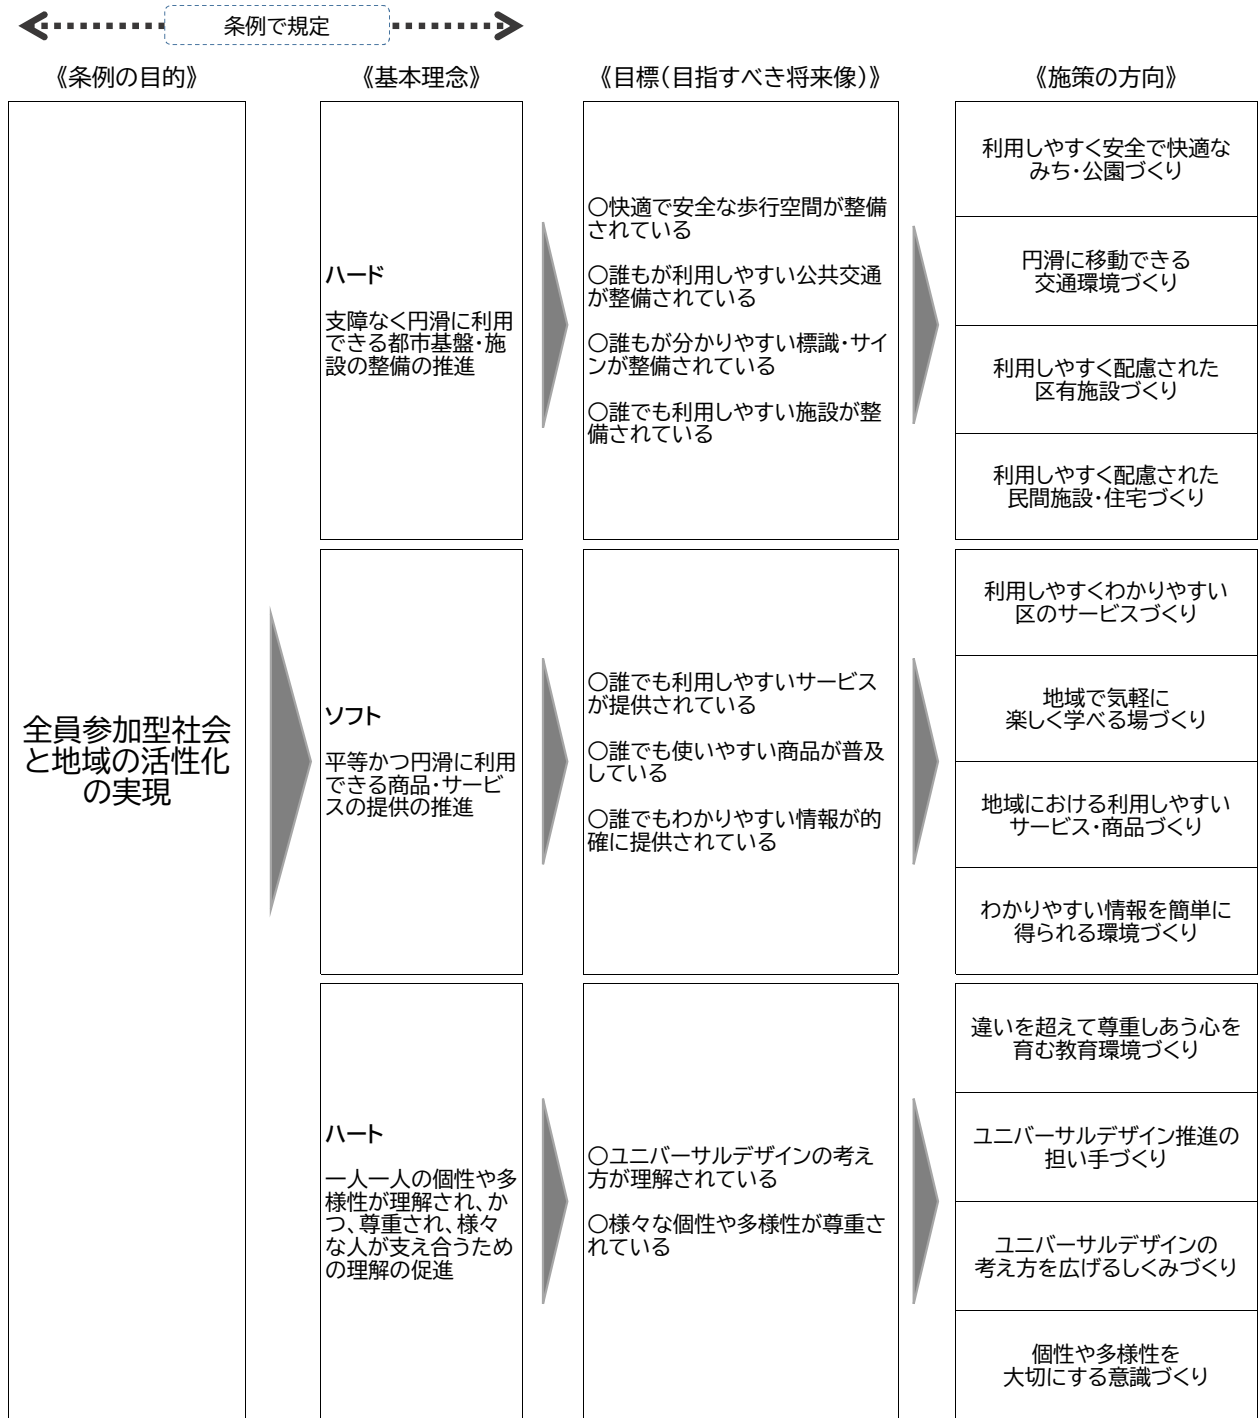 条例で規定
《条例の目的》
《基本理念》
《目標(目指すべき将来像)》
《施策の方向》
全員参加型社会
と地域の活性化
の実現
ハード
支障なく円滑に利用
できる都市基盤・施
設の整備の推進
〇快適で安全な歩行空間が整備
されている
〇誰もが利用しやすい公共交通
が整備されている
〇誰もが分かりやすい標識・サイ
ンが整備されている
〇誰でも利用しやすい施設が整
備されている
利用しやすく安全で快適な
みち・公園づくり
円滑に移動できる
交通環境づくり
利用しやすく配慮された
区有施設づくり
利用しやすく配慮された
民間施設・住宅づくり
ソフト
平等かつ円滑に利用
できる商品・サービ
スの提供の推進
〇誰でも利用しやすいサービス
が提供されている
〇誰でも使いやすい商品が普及
している
〇誰でもわかりやすい情報が的
確に提供されている
利用しやすくわかりやすい
区のサービスづくり
地域で気軽に
楽しく学べる場づくり
地域における利用しやすい
サービス・商品づくり
わかりやすい情報を簡単に
得られる環境づくり
ハート
一人一人の個性や多
様性が理解され、か
つ、尊重され、様々
な人が支え合うため
の理解の促進
〇ユニバーサルデザインの考え
方が理解されている
〇様々な個性や多様性が尊重さ
れている
違いを超えて尊重しあう心を
育む教育環境づくり
ユニバーサルデザイン推進の
担い手づくり
ユニバーサルデザインの
考え方を広げるしくみづくり
個性や多様性を
大切にする意識づくり